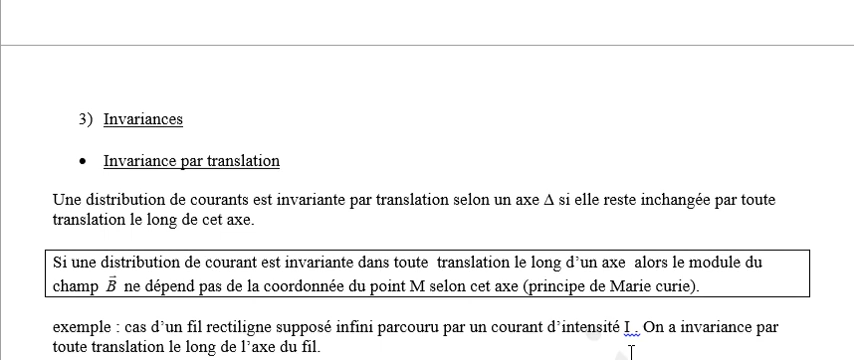 3) Invariances
• Invariance par translation
Une distribution de courants est invariante par translation selon un axe Δ si elle reste inchangée par toute
translation le long de cet axe.
Si une distribution de courant est invariante dans toute translation le long d'un axe alors le module du
champ B⃗ ne dépend pas de la coordonnée du point M selon cet axe (principe de Marie curie).
exemple : cas d'un fil rectiligne supposé infini parcouru par un courant d'intensité I . On a invariance par
toute translation le long de l'axe du fil.